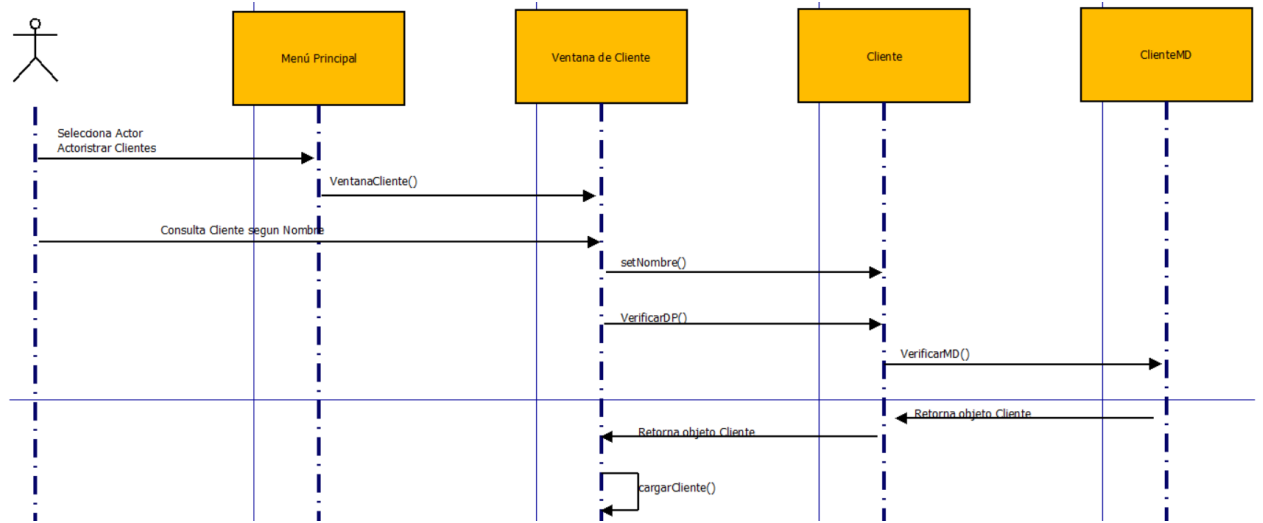 Menú Principal
Ventana de Cliente
Cliente
ClienteMD
Selecciona Actor
Actoristrar Clientes
VentanaCliente()
Consulta Cliente segun Nombre
setNombre()
VerificarDP()
VerificarMD()
Retorna objeto Cliente
Retorna objeto Cliente
cargarCliente()